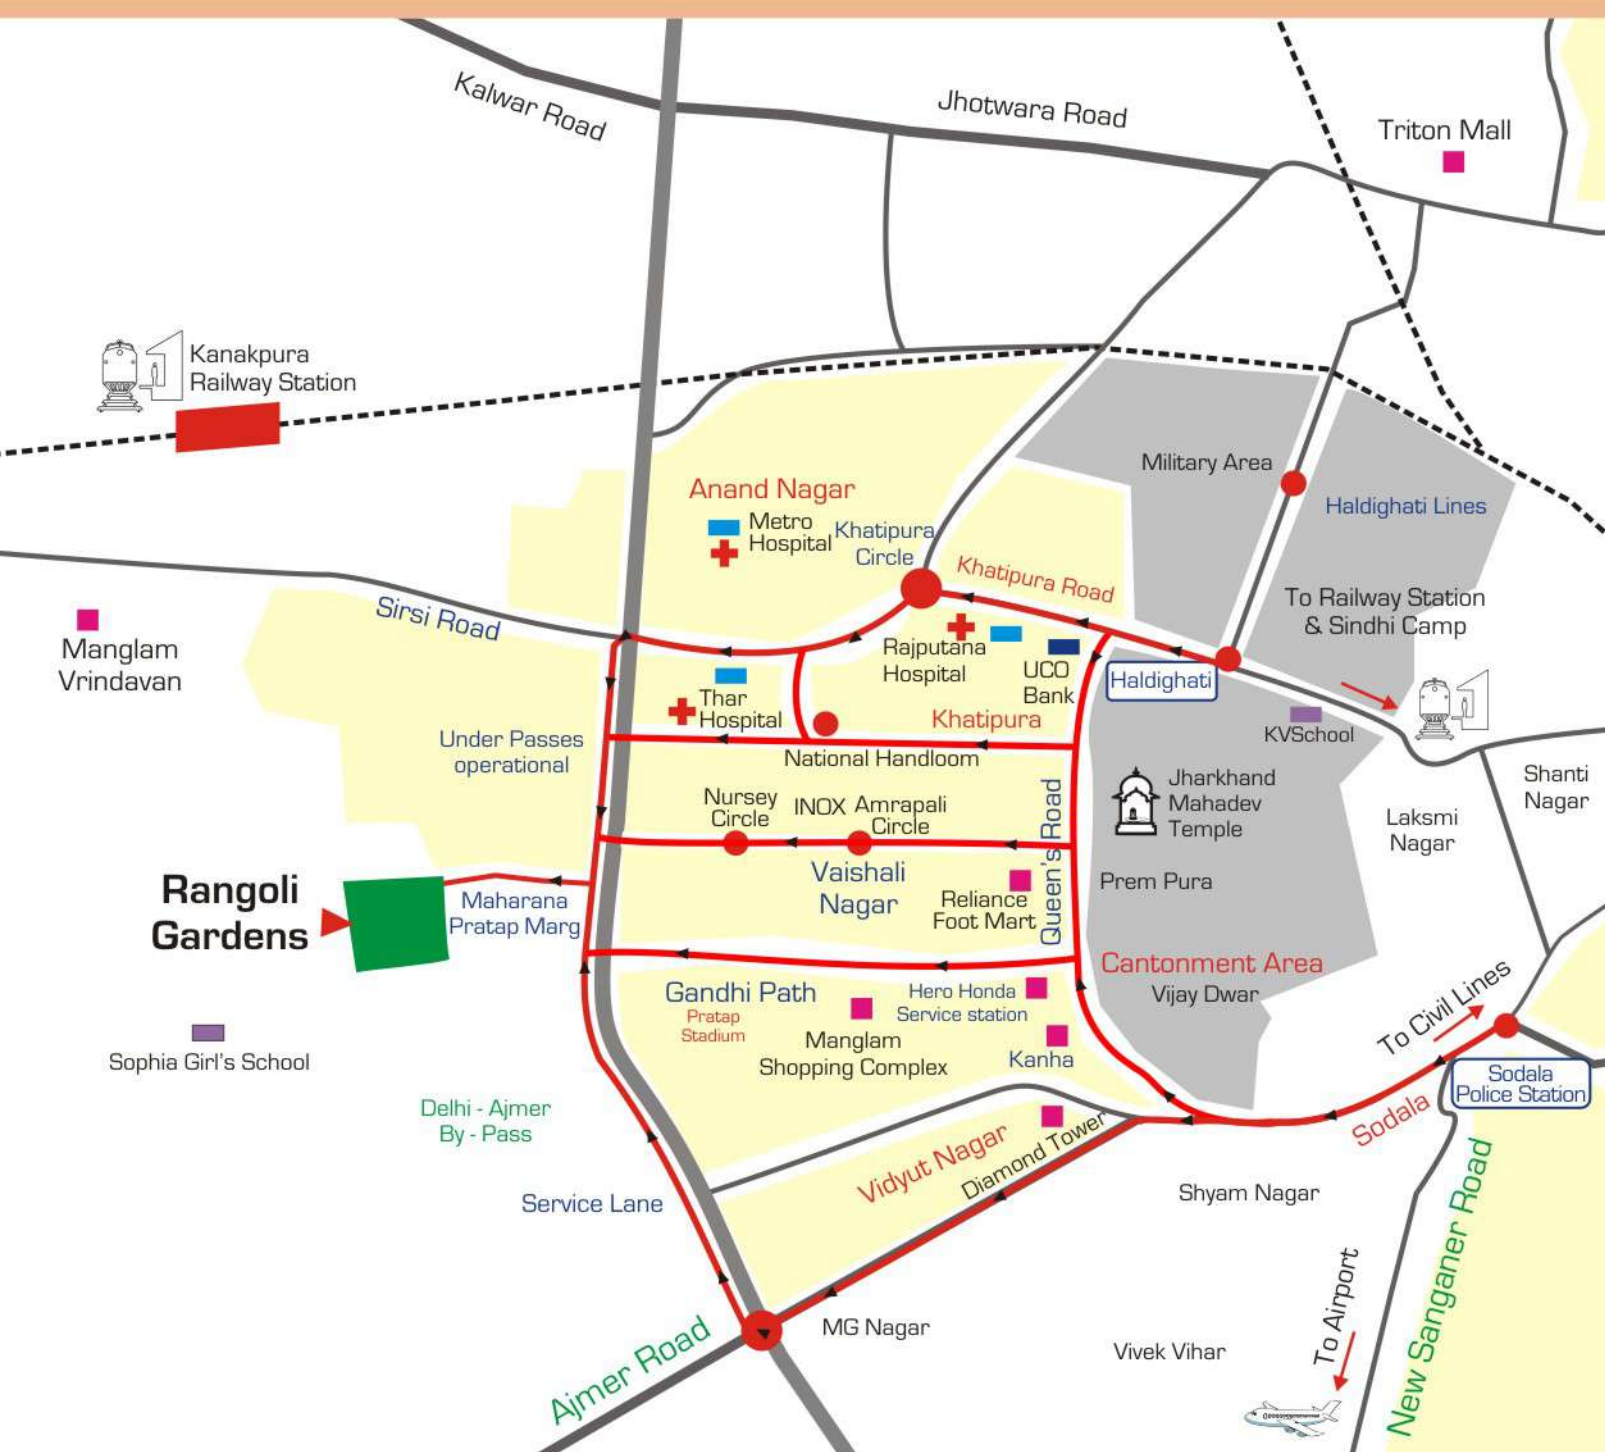 Kalwar Road
Jhotwara Road
Triton Mall
Kanakpura
Railway Station
Anand Nagar
Metro
Hospital
Khatipura
Circle
Khatipura Road
Military Area
Haldighati Lines
To Railway Station
& Sindhi Camp
Sirsi Road
Manglam
Vrindavan
Rajputana
Hospital
UCO
Bank
Haldighati
Thar
Hospital
Khatipura
KVSchool
Under Passes
operational
National Handloom
Nursey
Circle
INOX
Amrapali
Circle
Queen's Road
Jharkhand
Mahadev
Temple
Shanti
Nagar
Laksmi
Nagar
Rangoli
Gardens
Maharana
Pratap Marg
Vaishali
Nagar
Reliance
Foot Mart
Prem Pura
Cantonment Area
Vijay Dwar
Gandhi Path
Pratap
Stadium
Hero Honda
Service station
Manglam
Shopping Complex
Kanha
To Civil Lines
Sophia Girl's School
Sodala
Police Station
Sodala
Delhi - Ajmer
By - Pass
Vidyut Nagar
Diamond Tower
Service Lane
Shyam Nagar
New Sanganer Road
To Airport
MG Nagar
Vivek Vihar
Ajmer Road